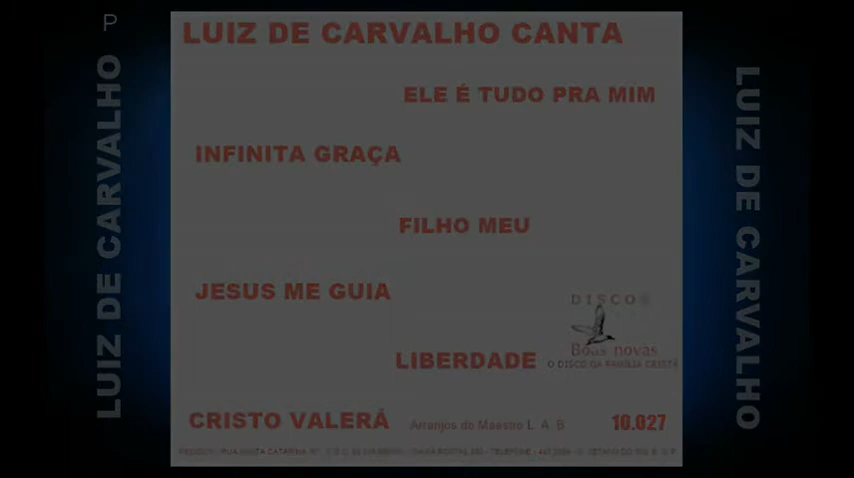 P
LUIZ DE CARVALHO
LUIZ DE CARVALHO CANTA
ELE É TUDO PRA MIM
INFINITA GRAÇA
FILHO MEU
JESUS ME GUIA
DISCOS
Boas novas
O DISCO DA FAMÍLIA CRISTÃ
LIBERDADE
CRISTO VALERÁ
Arranjos do Maestro L. A. B.
10.027
LUIZ DE CARVALHO